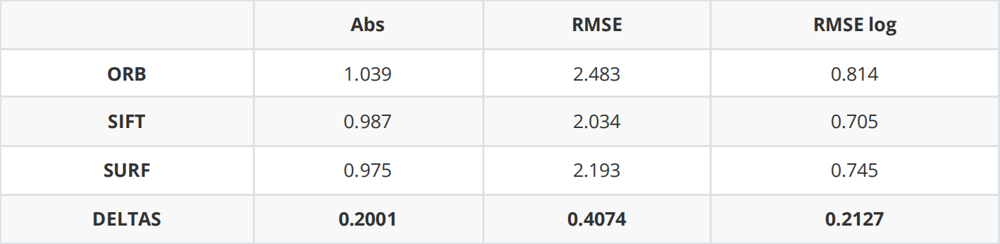 Abs RMSE RMSE log
ORB 1.039 2.483 0.814
SIFT 0.987 2.034 0.705
SURF 0.975 2.193 0.745
DELTAS 0.2001 0.4074 0.2127